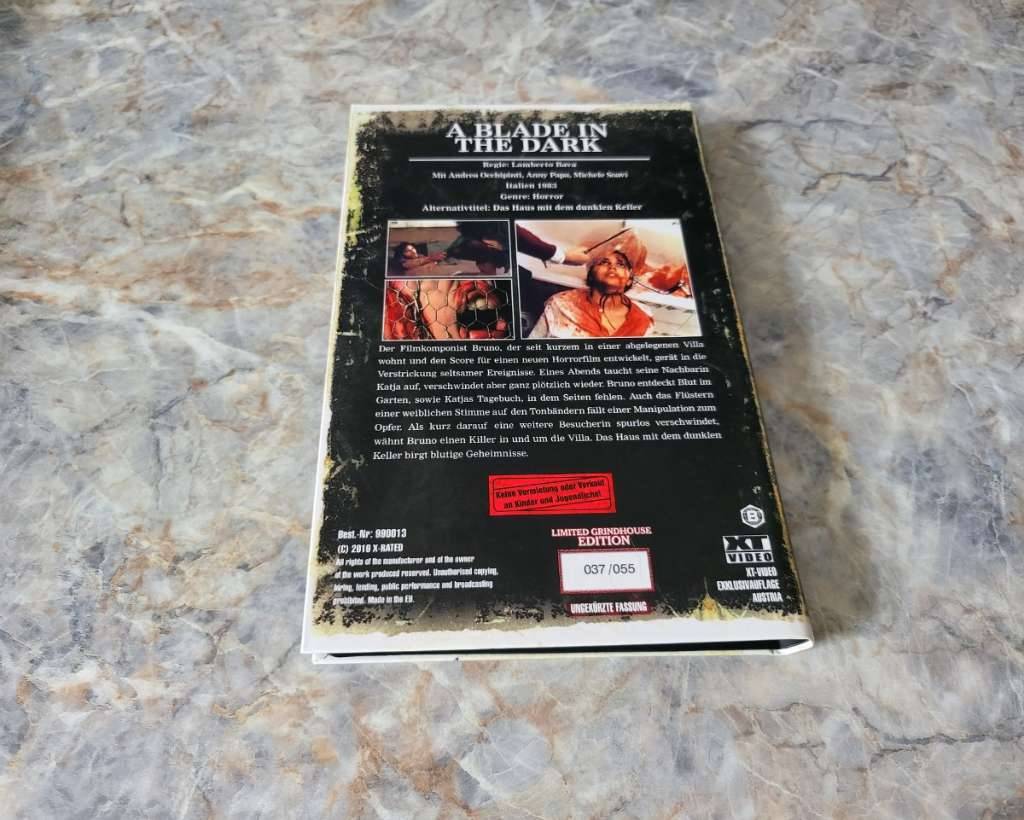 A BLADE IN
THE DARK
Regie: Lamberto Bava
Mit Andrea Occhipinti, Anny Papa, Michele Soavi
Italien 1983
Genre: Horror
Alternativtitel: Das Haus mit dem dunklen Keller
Der Filmkomponist Bruno, der seit kurzem in einer abgelegenen Villa
wohnt und den Score für einen neuen Horrorfilm entwickelt, gerät in die
Verstrickung seltsamer Ereignisse. Eines Abends taucht seine Nachbarin
Katja auf, verschwindet aber ganz plötzlich wieder. Bruno entdeckt Blut im
Garten, sowie Katjas Tagebuch, in dem Seiten fehlen. Auch das Flüstern
einer weiblichen Stimme auf den Tonbändern fällt einer Manipulation zum
Opfer. Als kurz darauf eine weitere Besucherin spurlos verschwindet,
wähnt Bruno einen Killer in und um die Villa. Das Haus mit dem dunklen
Keller birgt blutige Geheimnisse.
Keine Vermietung oder Verkauf
an Kinder und Jugendliche!
B
Best.-Nr: 990013
(C) 2016 X-RATED
All rights of the manufacturer and of the owner
of the work produced reserved. Unauthorised copying,
hiring, lending, public performance and broadcasting
prohibited. Made in the EU.
LIMITED GRINDHOUSE
EDITION
037 / 055
UNGEKÜRZTE FASSUNG
XT
VIDEO
XT-VIDEO
EXKLUSIVAUFLAGE
AUSTRIA